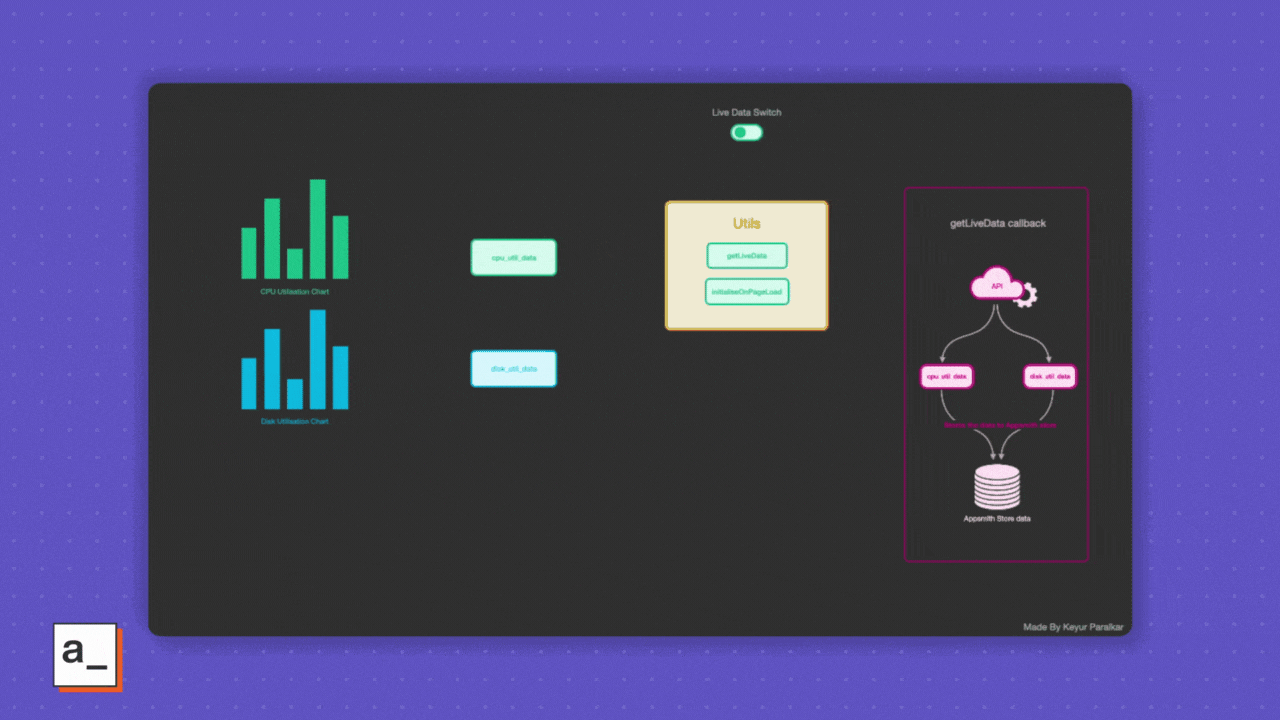 Live Data Switch
CPU Utilisation Chart
Disk Utilisation Chart
cpu_util_data
disk_util_data
Utils
getLiveData
initialiseOnPageLoad
getLiveData callback
API
cpu_util_data
disk_util_data
Appsmith Store data
Made By Keyur Paralkar
a_